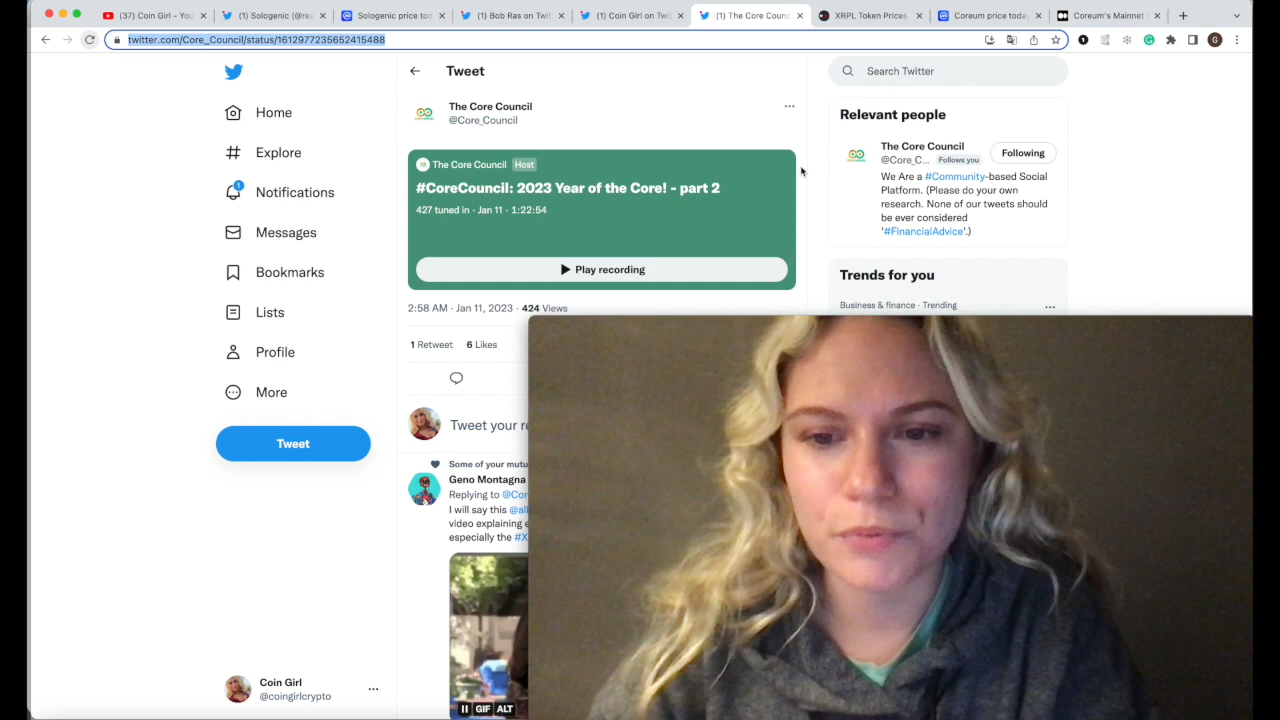 (37) Coin Girl - You
(1) Sologenic (@re
Sologenic price tod
(1) Bob Ras on Twit
(1) Coin Girl on Twit
(1) The Core Counc
XRPL Token Prices
Coreum price today
Coreum's Mainnet
twitter.com/Core_Council/status/1612977235652415488
G
Home
Explore
1
Notifications
Messages
Bookmarks
Lists
Profile
More
Tweet
Coin Girl
@coingirlcrypto
Tweet
The Core Council
@Core_Council
The Core Council Host
#CoreCouncil: 2023 Year of the Core! - part 2
427 tuned in · Jan 11 · 1:22:54
Play recording
2:58 AM · Jan 11, 2023 · 424 Views
1 Retweet 6 Likes
Tweet your re
Some of your mutu
Geno Montagna
Replying to @Cor
I will say this @al
video explaining e
especially the #X
GIF ALT
Search Twitter
Relevant people
The Core Council
@Core_C... Follows you
Following
We Are a #Community-based Social
Platform. (Please do your own
research. None of our tweets should
be ever considered
'#FinancialAdvice'.)
Trends for you
Business & finance · Trending